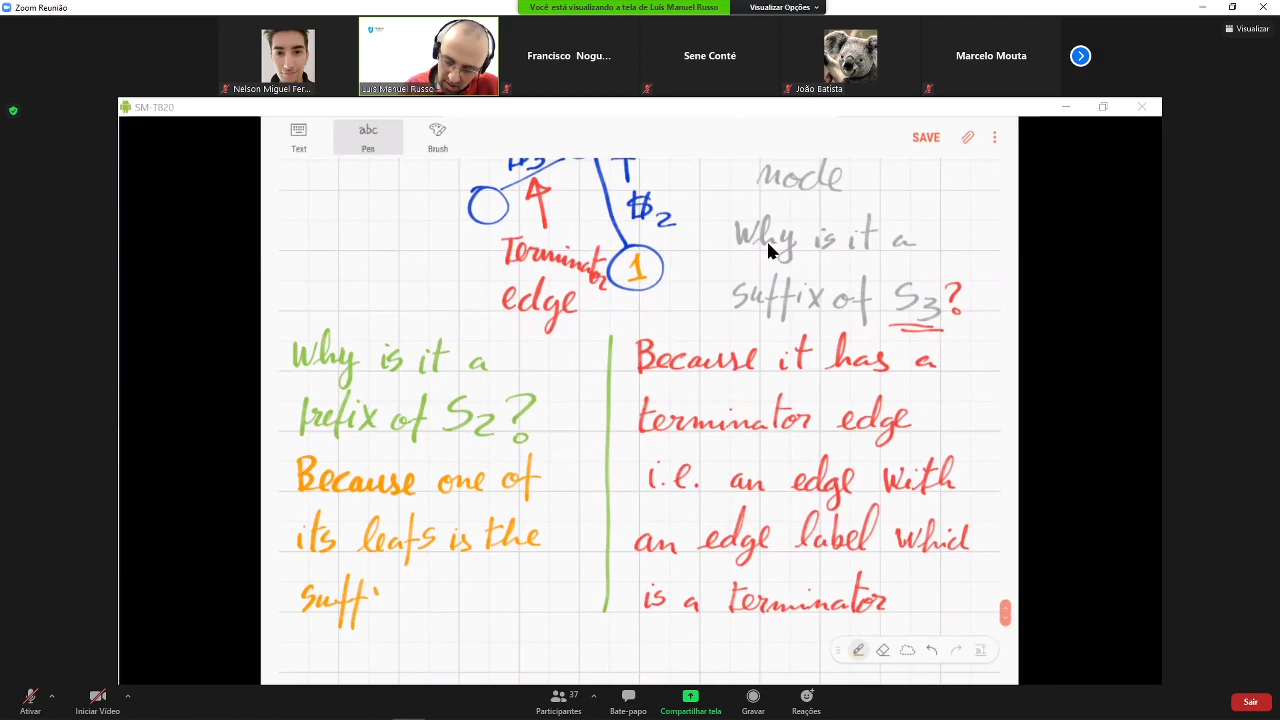 Zoom Reunião
Você está visualizando a tela de Luís Manuel Russo
Visualizar Opções
Visualizar
Nelson Miguel Fer...
Luís Manuel Russo
Francisco Nogu...
Sene Conté
João Batista
Marcelo Mouta
SM-T820
Text
abc
Pen
Brush
SAVE
node
T
$2
Why is it a
Terminator
edge
1
suffix of S3?
Why is it a
prefix of S2?
Because one of
its leafs is the
suff
Because it has a
terminator edge
i.e. an edge with
an edge label which
is a terminator
Ativar
Iniciar Vídeo
37
Participantes
Bate-papo
Compartilhar tela
Gravar
Reações
Sair